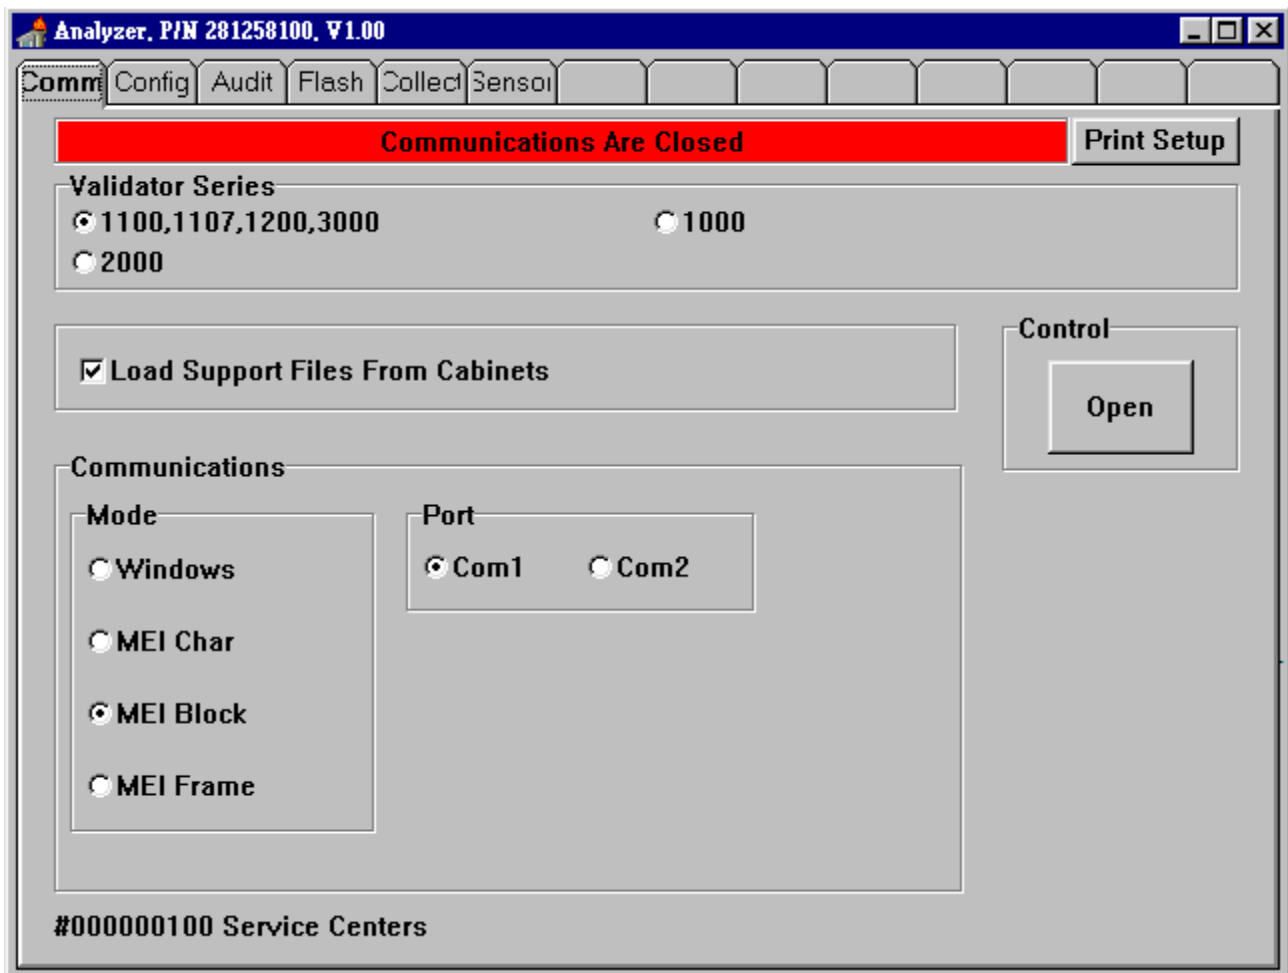 Analyzer, P/N 281258100, V1.00
Comm Config Audit Flash Collect Sensor
Communications Are Closed Print Setup
Validator Series
1100,1107,1200,3000 1000
2000
Control
Load Support Files From Cabinets
Open
Communications
Mode Port
Windows Com1 Com2
MEI Char
MEI Block
MEI Frame
#000000100 Service Centers